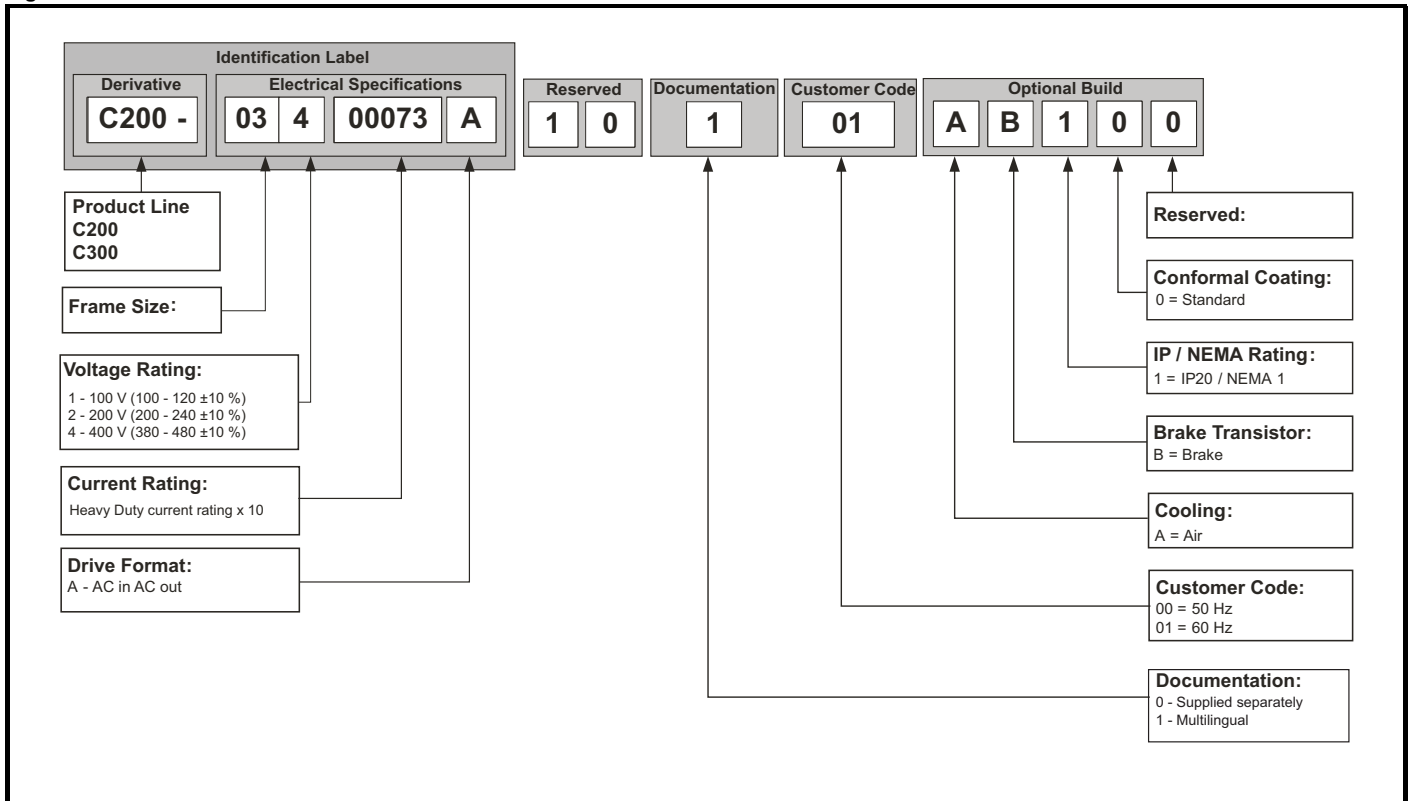 Identification Label
Derivative
Electrical Specifications
Reserved
Documentation
Customer Code
Optional Build
C200 -
03 4 00073 A
1 0
1
01
A B 1 0 0
Product Line
C200
C300
Frame Size:
Voltage Rating:
1 - 100 V (100 - 120 ±10 %)
2 - 200 V (200 - 240 ±10 %)
4 - 400 V (380 - 480 ±10 %)
Current Rating:
Heavy Duty current rating x 10
Drive Format:
A - AC in AC out
Reserved:
Conformal Coating:
0 = Standard
IP / NEMA Rating:
1 = IP20 / NEMA 1
Brake Transistor:
B = Brake
Cooling:
A = Air
Customer Code:
00 = 50 Hz
01 = 60 Hz
Documentation:
0 - Supplied separately
1 - Multilingual